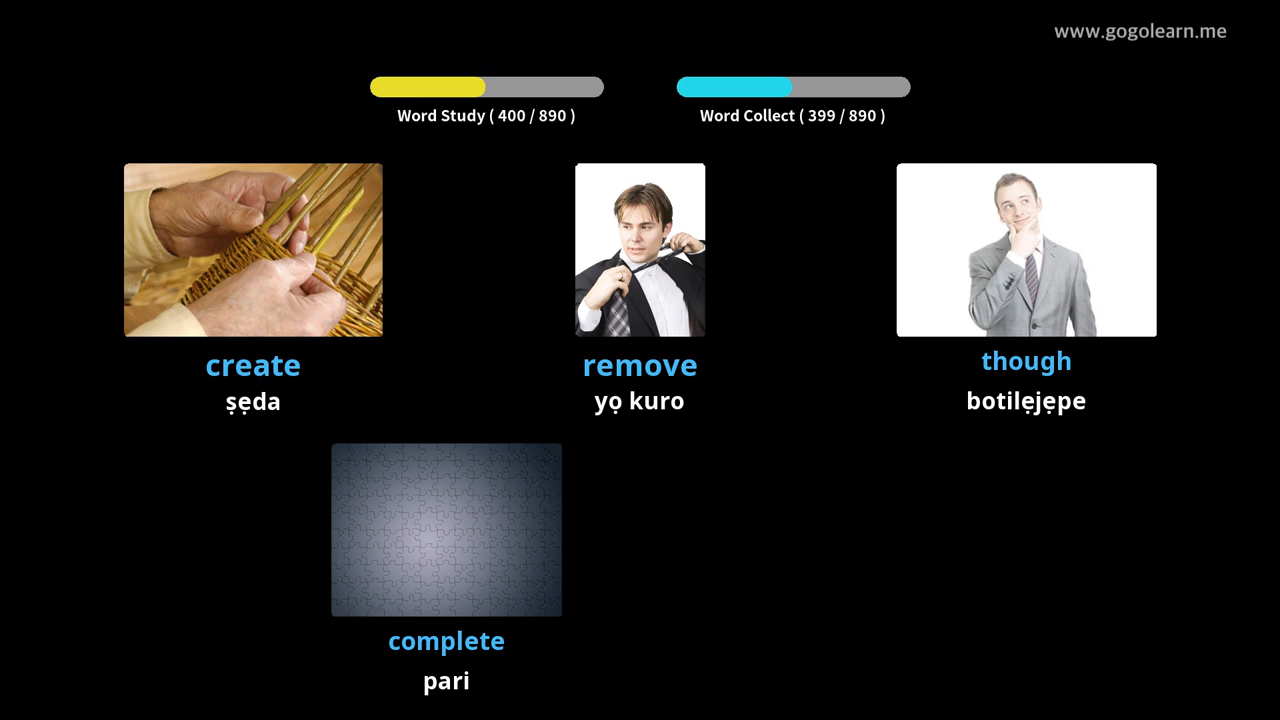 www.gogolearn.me
Word Study ( 400 / 890 )
Word Collect ( 399 / 890 )
create
ṣẹda
remove
yọ kuro
though
botilẹjẹpe
complete
pari